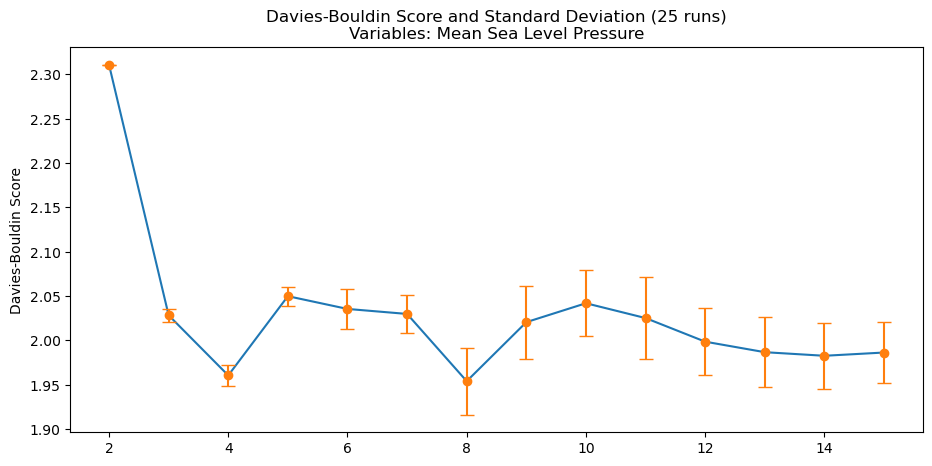 Davies-Bouldin Score and Standard Deviation (25 runs)
Variables: Mean Sea Level Pressure
Davies-Bouldin Score
2.30
2.25
2.20
2.15
2.10
2.05
2.00
1.95
1.90
2 4 6 8 10 12 14